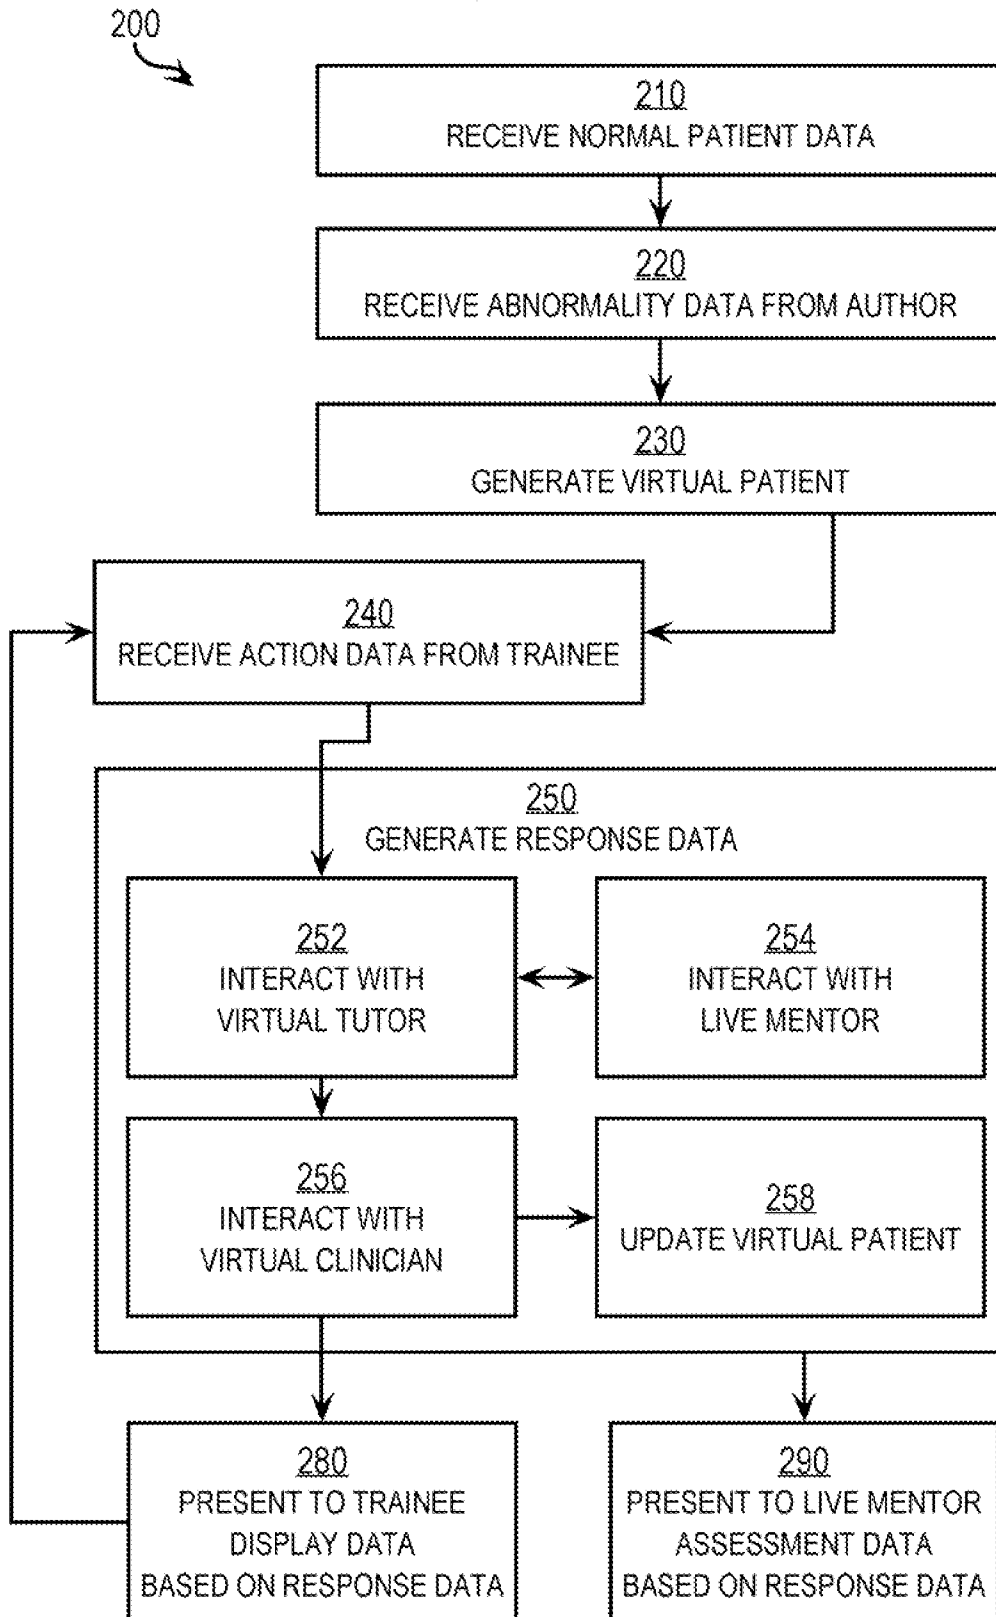 200
210
RECEIVE NORMAL PATIENT DATA
220
RECEIVE ABNORMALITY DATA FROM AUTHOR
230
GENERATE VIRTUAL PATIENT
240
RECEIVE ACTION DATA FROM TRAINEE
250
GENERATE RESPONSE DATA
252
INTERACT WITH
VIRTUAL TUTOR
254
INTERACT WITH
LIVE MENTOR
256
INTERACT WITH
VIRTUAL CLINICIAN
258
UPDATE VIRTUAL PATIENT
280
PRESENT TO TRAINEE
DISPLAY DATA
BASED ON RESPONSE DATA
290
PRESENT TO LIVE MENTOR
ASSESSMENT DATA
BASED ON RESPONSE DATA